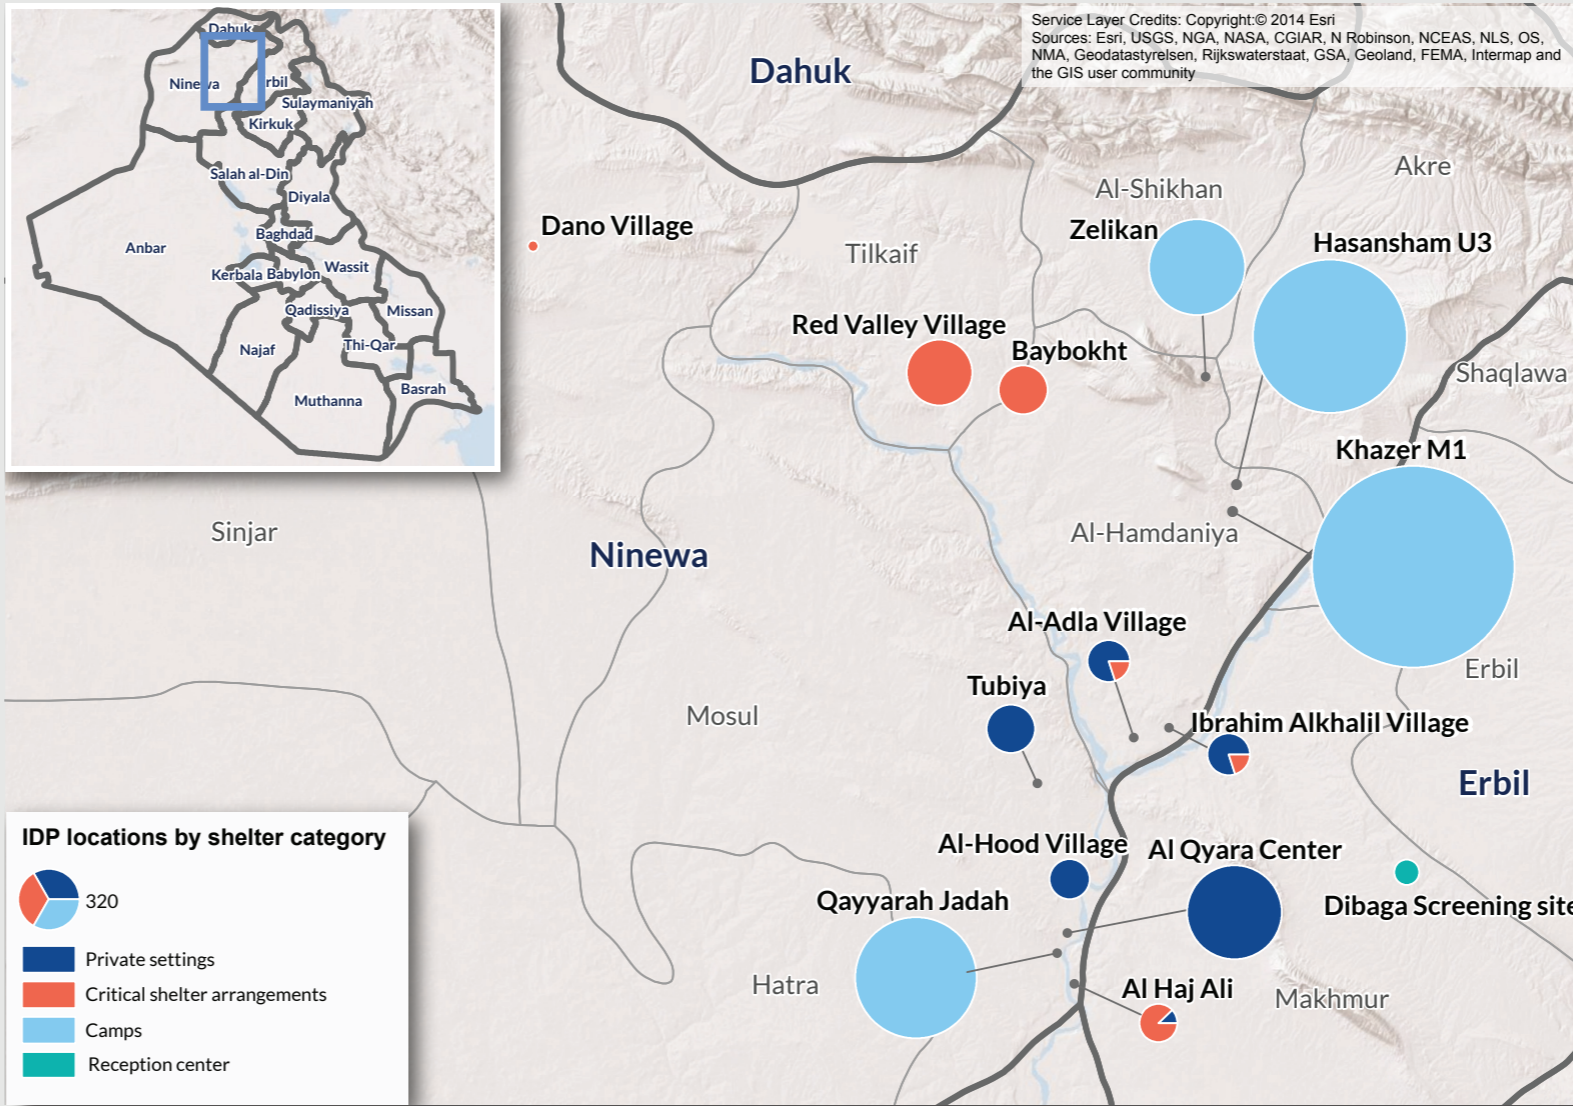 Service Layer Credits: Copyright:© 2014 Esri
Sources: Esri, USGS, NGA, NASA, CGIAR, N Robinson, NCEAS, NLS, OS,
NMA, Geodatastyrelsen, Rijkswaterstaat, GSA, Geoland, FEMA, Intermap and
the GIS user community
Dahuk
Ninewa
rbil
Sulaymaniyah
Kirkuk
Salah al-Din
Diyala
Anbar
Baghdad
Wassit
Kerbala
Babylon
Qadissiya
Missan
Najaf
Thi-Qar
Basrah
Muthanna
Dahuk
Akre
Al-Shikhan
Zelikan
Dano Village
Tilkaif
Hasansham U3
Red Valley Village
Baybokht
Shaqlawa
Khazer M1
Sinjar
Al-Hamdaniya
Ninewa
Al-Adla Village
Erbil
Tubiya
Mosul
Ibrahim Alkhalil Village
Erbil
Al-Hood Village
Al Qyara Center
Qayyarah Jadah
Dibaga Screening site
Hatra
Al Haj Ali
Makhmur
IDP locations by shelter category
320
Private settings
Critical shelter arrangements
Camps
Reception center